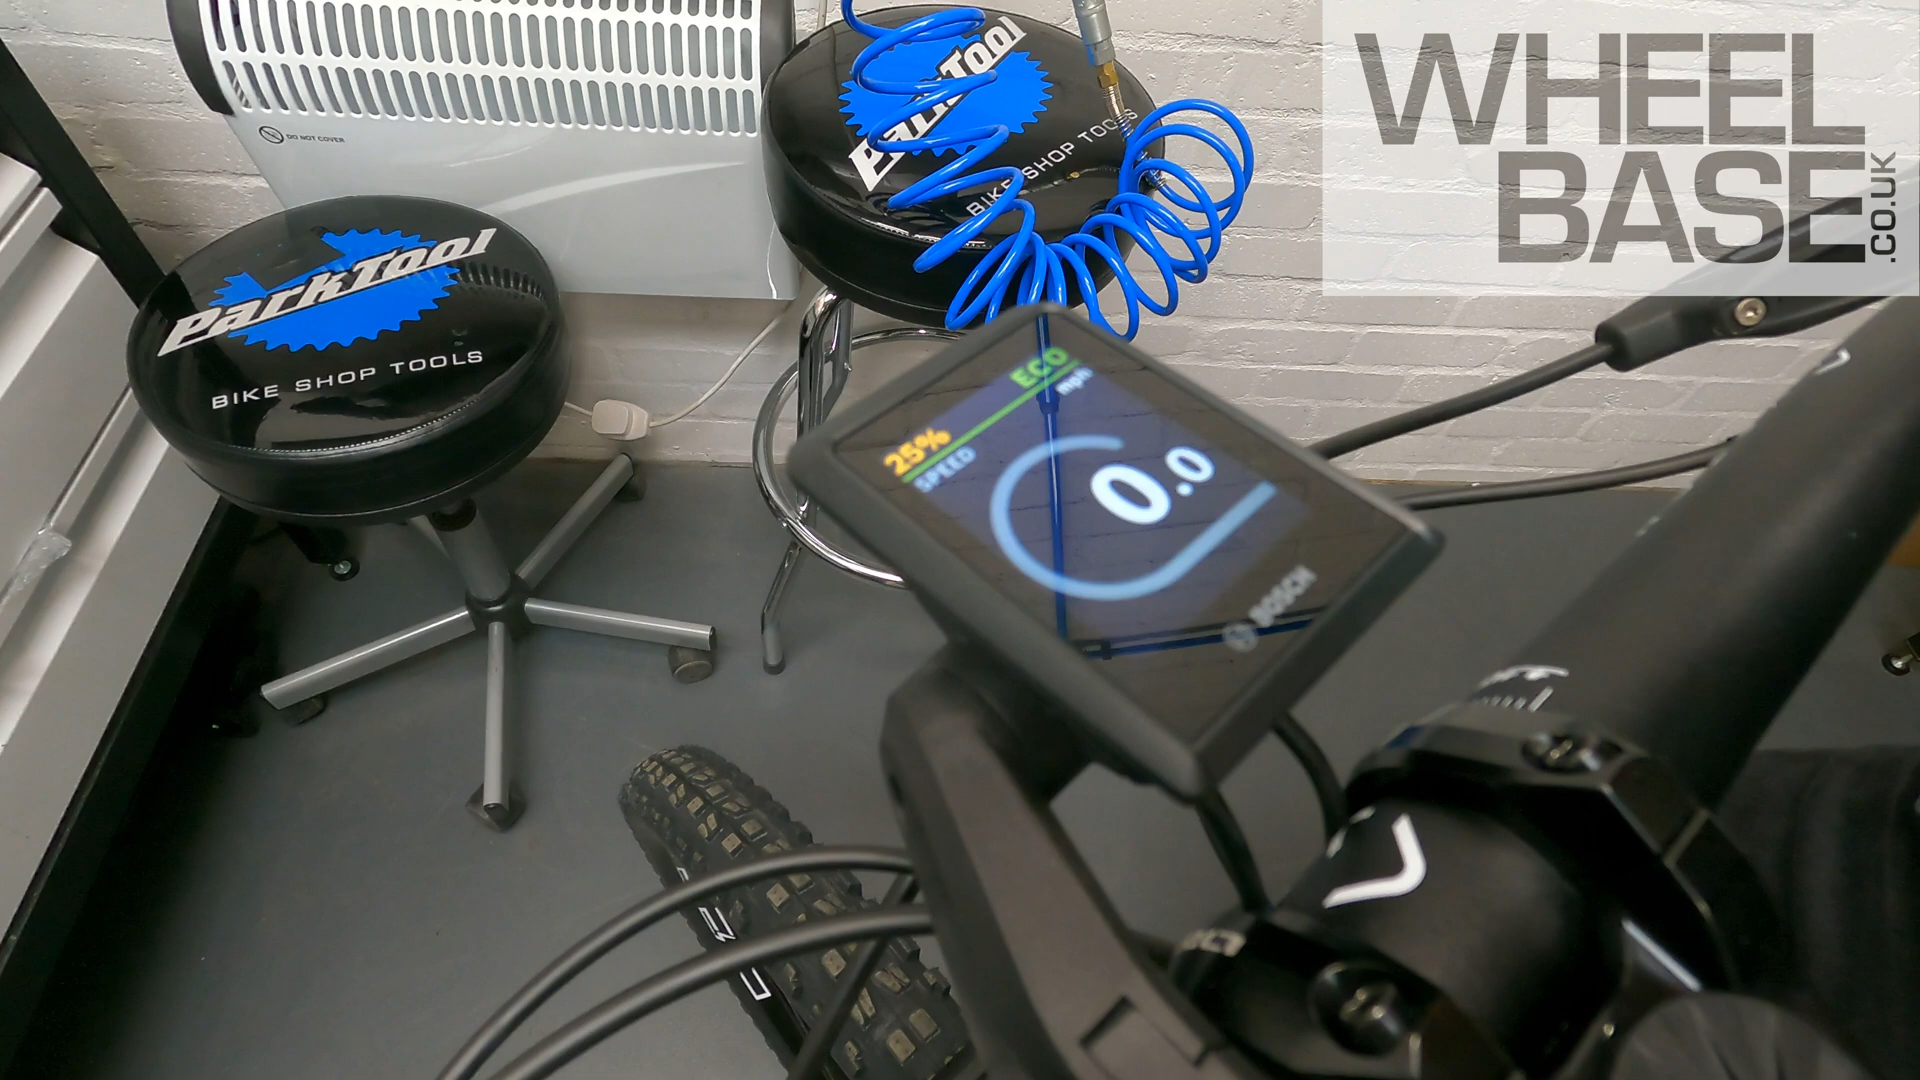 WHEEL
BASE
.CO.UK
DO NOT COVER
ParkTool
BIKE SHOP TOOLS
ParkTool
BIKE SHOP TOOLS
ECO
mph
25%
SPEED
0.0
BOSCH